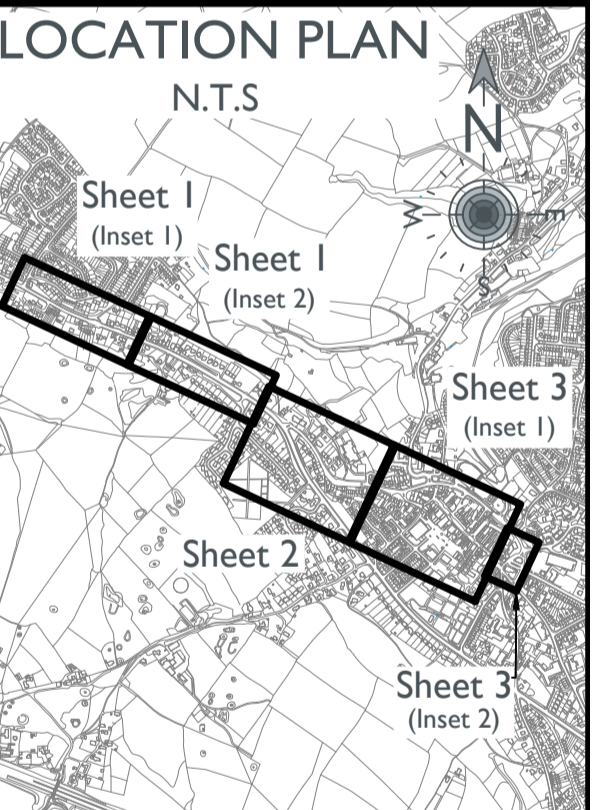 LOCATION PLAN
N.T.S
N
W
E
S
Sheet 1
(Inset 1)
Sheet 1
(Inset 2)
Sheet 3
(Inset 1)
Sheet 2
Sheet 3
(Inset 2)